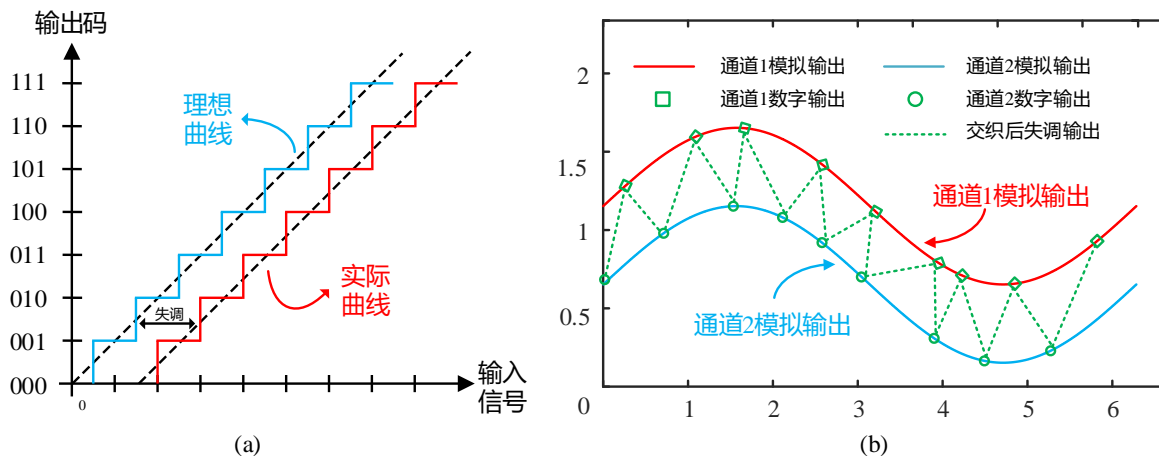 输出码
111
110
101
100
011
010
001
000
0
理想
曲线
失调
实际
曲线
输入
信号
(a)
2
1.5
1
0.5
0
1
2
3
4
5
6
通道1模拟输出
通道2模拟输出
通道1数字输出
通道2数字输出
交织后失调输出
通道1模拟输出
通道2模拟输出
(b)